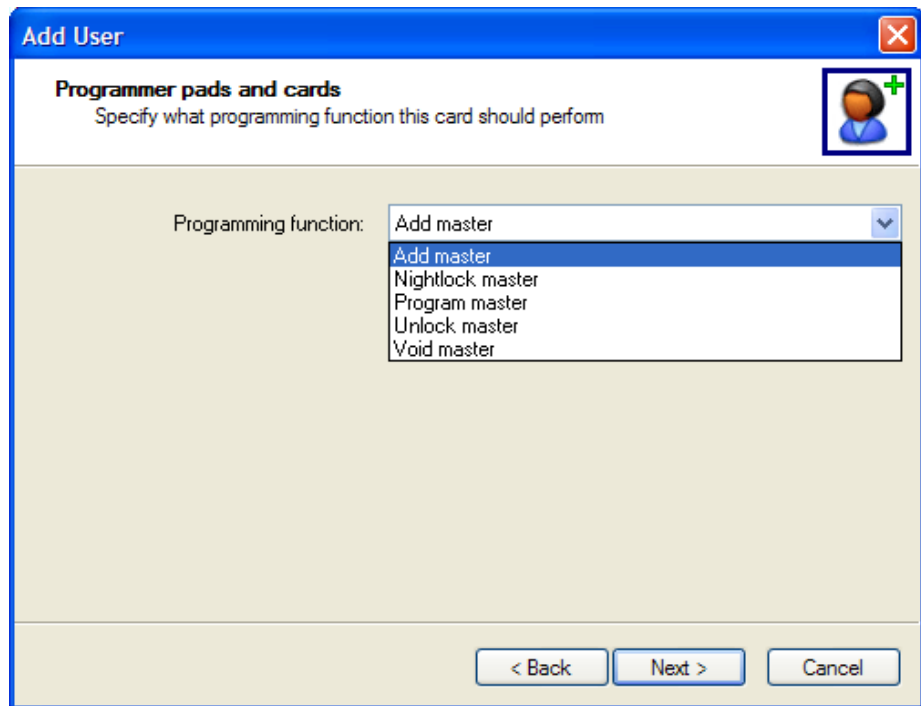 Add User
Programmer pads and cards
Specify what programming function this card should perform
Programming function: Add master
Add master
Nightlock master
Program master
Unlock master
Void master
< Back Next > Cancel